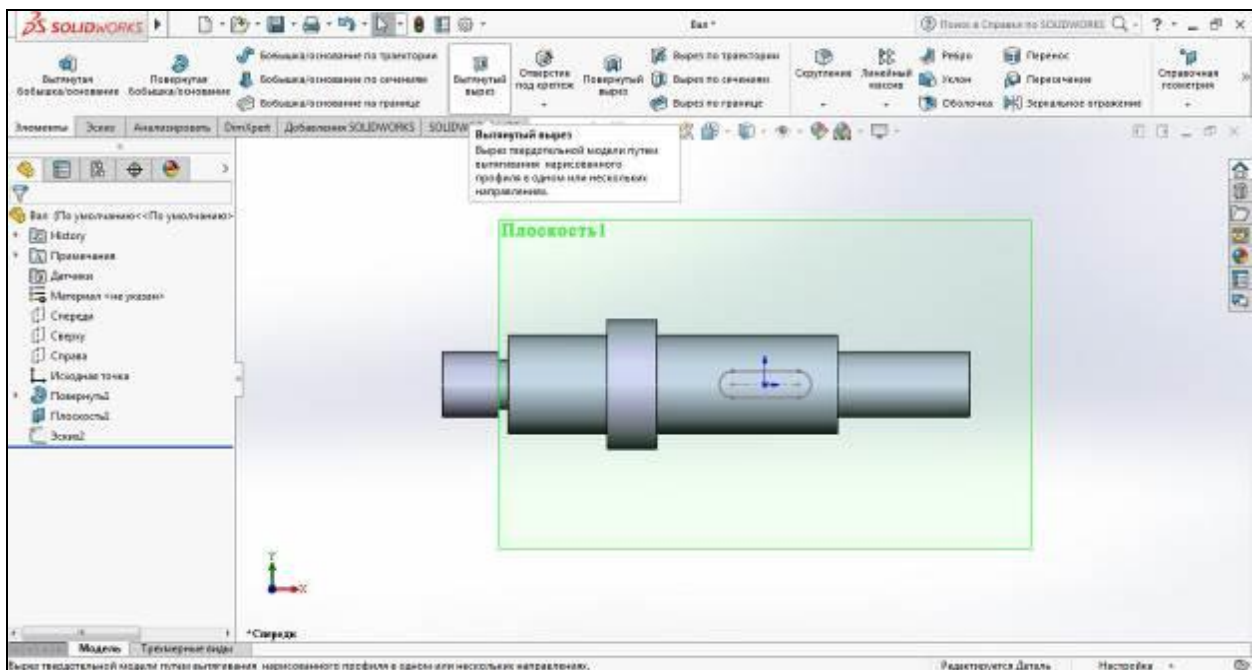 SOLIDWORKS
Вал *
Поиск в Справке по SOLIDWORKS
Вытянутая бобышка/основание
Повернутая бобышка/основание
Бобышка/основание по траектории
Бобышка/основание по сечениям
Бобышка/основание на границе
Вытянутый вырез
Отверстие под крепеж
Повернутый вырез
Вырез по траектории
Вырез по сечениям
Вырез по границе
Скругление
Линейный массив
Ребро
Уклон
Оболочка
Перенос
Пересечение
Зеральное отражение
Справочная геометрия
Элементы
Эскиз
Анализировать
DimXpert
Добавления SOLIDWORKS
Вытянутый вырез
Вырез твердотельной модели путем
вытягивания нарисованного
профиля в одном или нескольких
направлениях.
Вал (По умолчанию<<По умолчанию>
History
Примечания
Датчики
Материал <не указан>
Спереди
Сверху
Справа
Исходная точка
Повернуть1
Плоскость1
Эскиз2
Плоскость1
Y
X
*Спереди
Модель
Трехмерные виды
Вырез твердотельной модели путем вытягивания нарисованного профиля в одном или нескольких направлениях.
Редактируется Деталь
Настройка